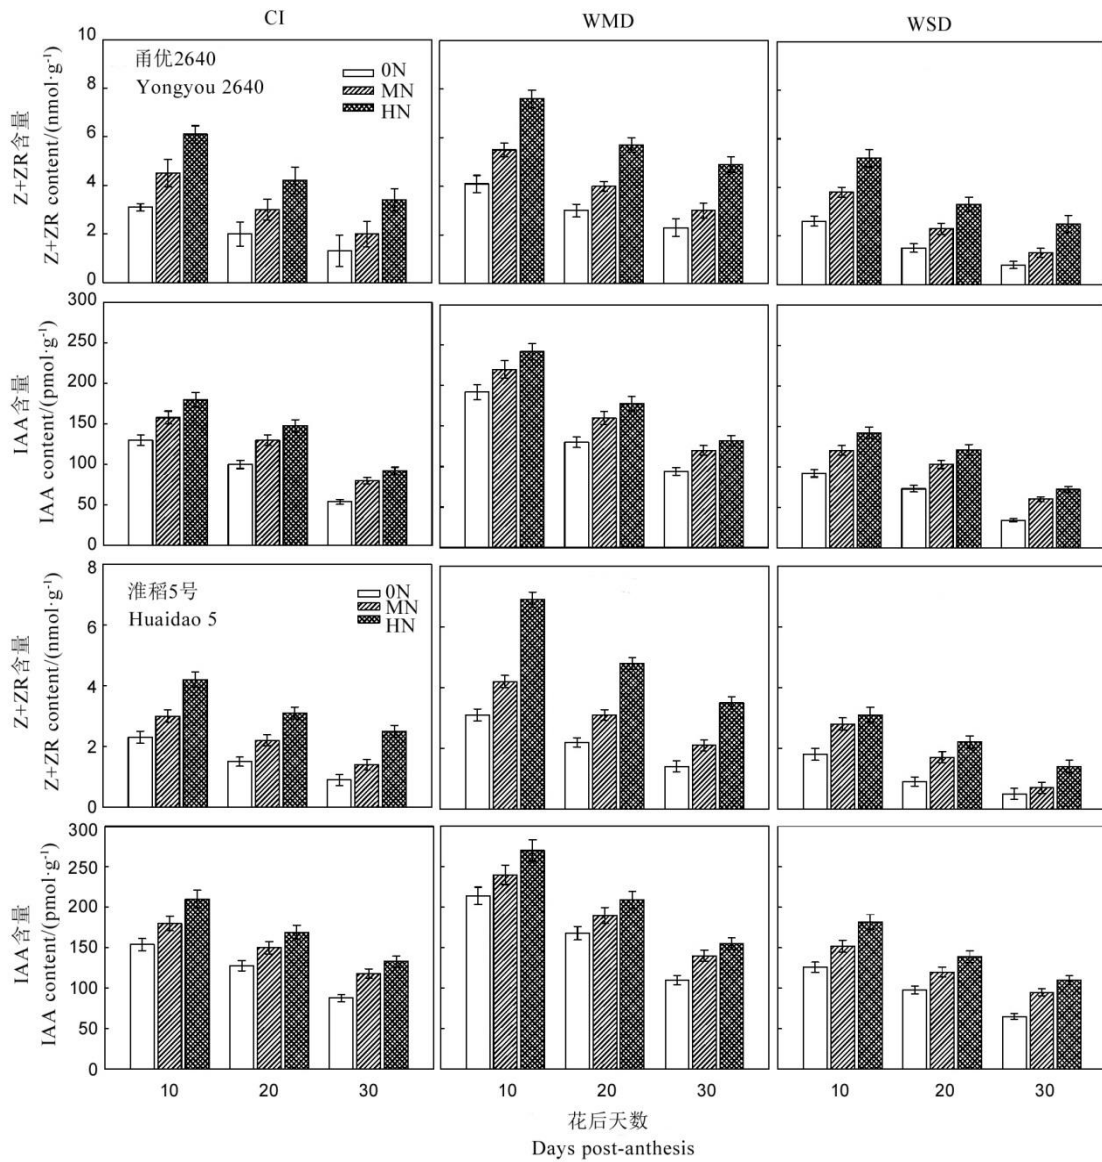 CI
WMD
WSD
甬优2640
Yongyou 2640
0N
MN
HN
Z+ZR含量
Z+ZR content/(nmol·g⁻¹)
10
8
6
4
2
0
IAA含量
IAA content/(pmol·g⁻¹)
300
250
200
150
100
50
0
淮稻5号
Huaidao 5
0N
MN
HN
Z+ZR含量
Z+ZR content/(nmol·g⁻¹)
8
6
4
2
0
IAA含量
IAA content/(pmol·g⁻¹)
300
250
200
150
100
50
0
10 20 30 10 20 30 10 20 30
花后天数
Days post-anthesis